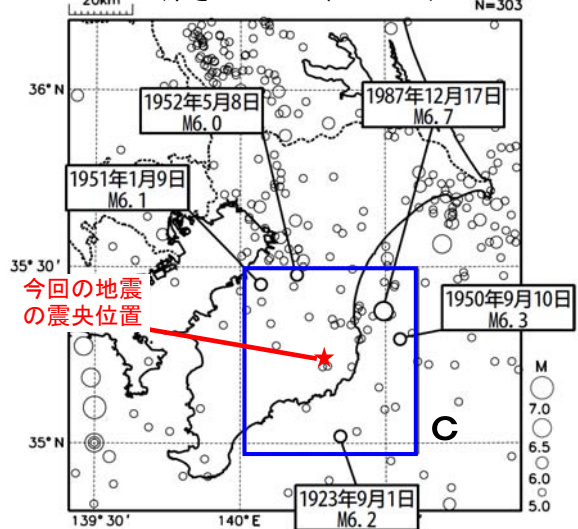 20km
N=303
36°N
1952年5月8日
M6.0
1987年12月17日
M6.7
1951年1月9日
M6.1
35°30'
今回の地震
の震央位置
1950年9月10日
M6.3
M
7.0
6.5
6.0
5.0
C
35°N
1923年9月1日
M6.2
139°30'
140°E